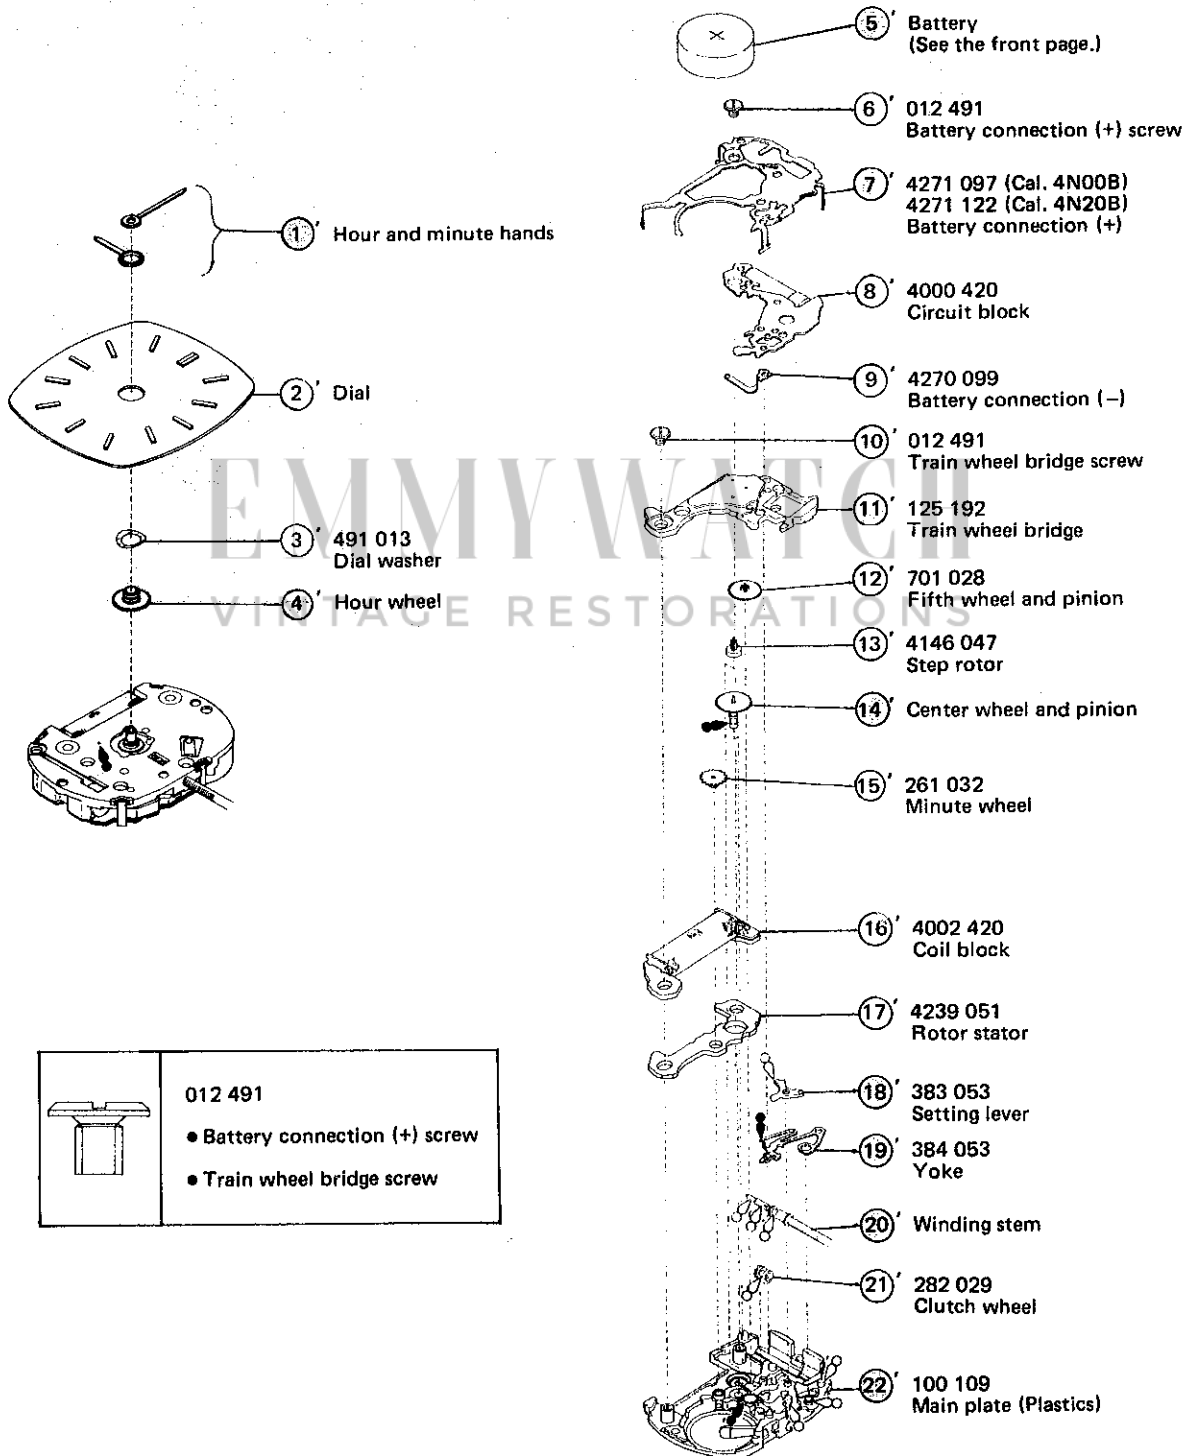 1' Hour and minute hands
2' Dial
3' 491 013
Dial washer
4' Hour wheel
5' Battery
(See the front page.)
6' 012 491
Battery connection (+) screw
7' 4271 097 (Cal. 4N00B)
4271 122 (Cal. 4N20B)
Battery connection (+)
8' 4000 420
Circuit block
9' 4270 099
Battery connection (−)
10' 012 491
Train wheel bridge screw
11' 125 192
Train wheel bridge
12' 701 028
Fifth wheel and pinion
13' 4146 047
Step rotor
14' Center wheel and pinion
15' 261 032
Minute wheel
16' 4002 420
Coil block
17' 4239 051
Rotor stator
18' 383 053
Setting lever
19' 384 053
Yoke
20' Winding stem
21' 282 029
Clutch wheel
22' 100 109
Main plate (Plastics)
012 491
● Battery connection (+) screw
● Train wheel bridge screw
EMMYWATCH
VINTAGE RESTORATIONS